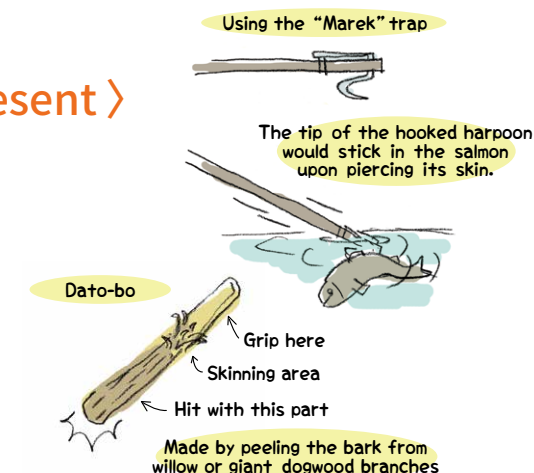 Using the “Marek” trap
esent 〉
The tip of the hooked harpoon
would stick in the salmon
upon piercing its skin.
Dato-bo
Grip here
Skinning area
Hit with this part
Made by peeling the bark from
willow or giant dogwood branches